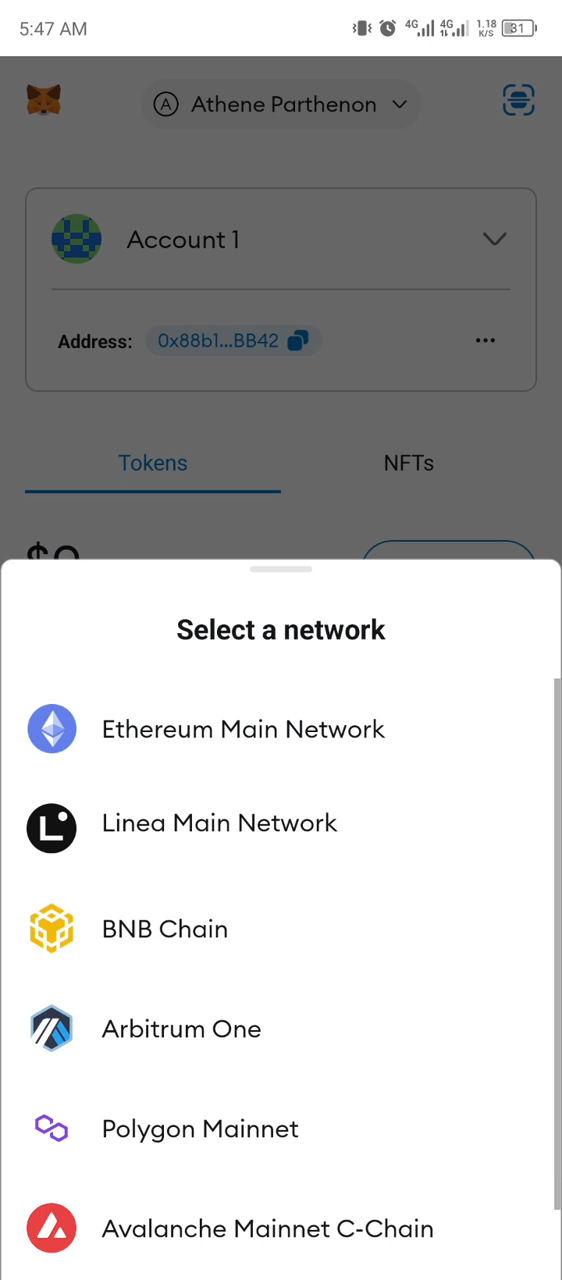 5:47 AM 4G 4G 1.18 K/S 31
A Athene Parthenon
Account 1
Address: 0x88b1...BB42 ...
Tokens NFTs
$0
Select a network
Ethereum Main Network
Linea Main Network
BNB Chain
Arbitrum One
Polygon Mainnet
Avalanche Mainnet C-Chain